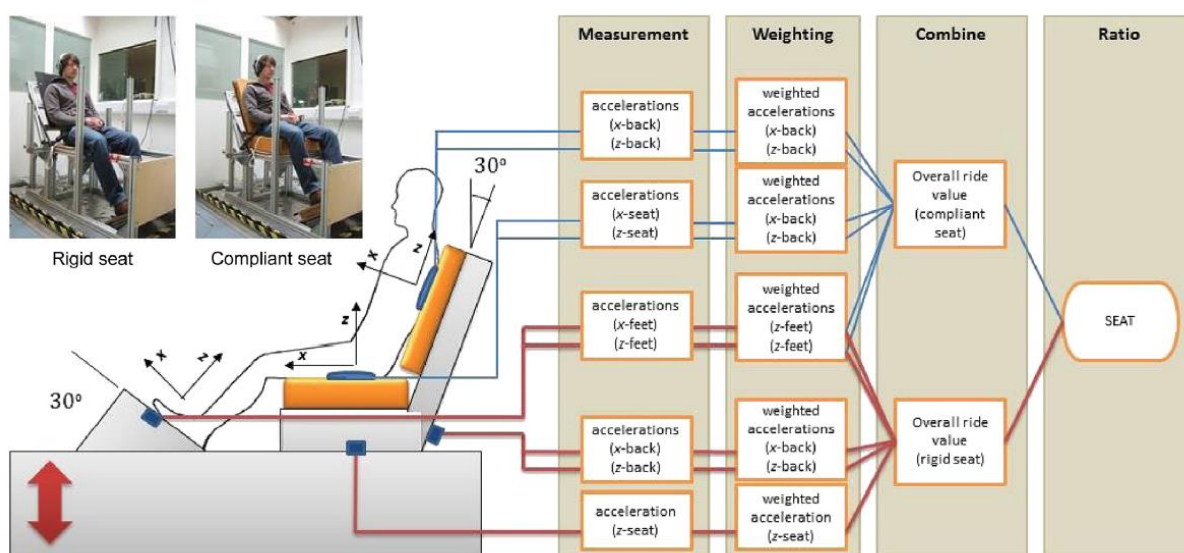 Measurement
Weighting
Combine
Ratio
Rigid seat
Compliant seat
30°
x
z
z
x
x
z
30°
accelerations
(x-back)
(z-back)
accelerations
(x-seat)
(z-seat)
accelerations
(x-feet)
(z-feet)
accelerations
(x-back)
(z-back)
acceleration
(z-seat)
weighted
accelerations
(x-back)
(z-back)
weighted
accelerations
(x-back)
(z-back)
weighted
accelerations
(z-feet)
(z-feet)
weighted
accelerations
(x-back)
(z-back)
weighted
acceleration
(z-seat)
Overall ride
value
(compliant
seat)
Overall ride
value
(rigid seat)
SEAT